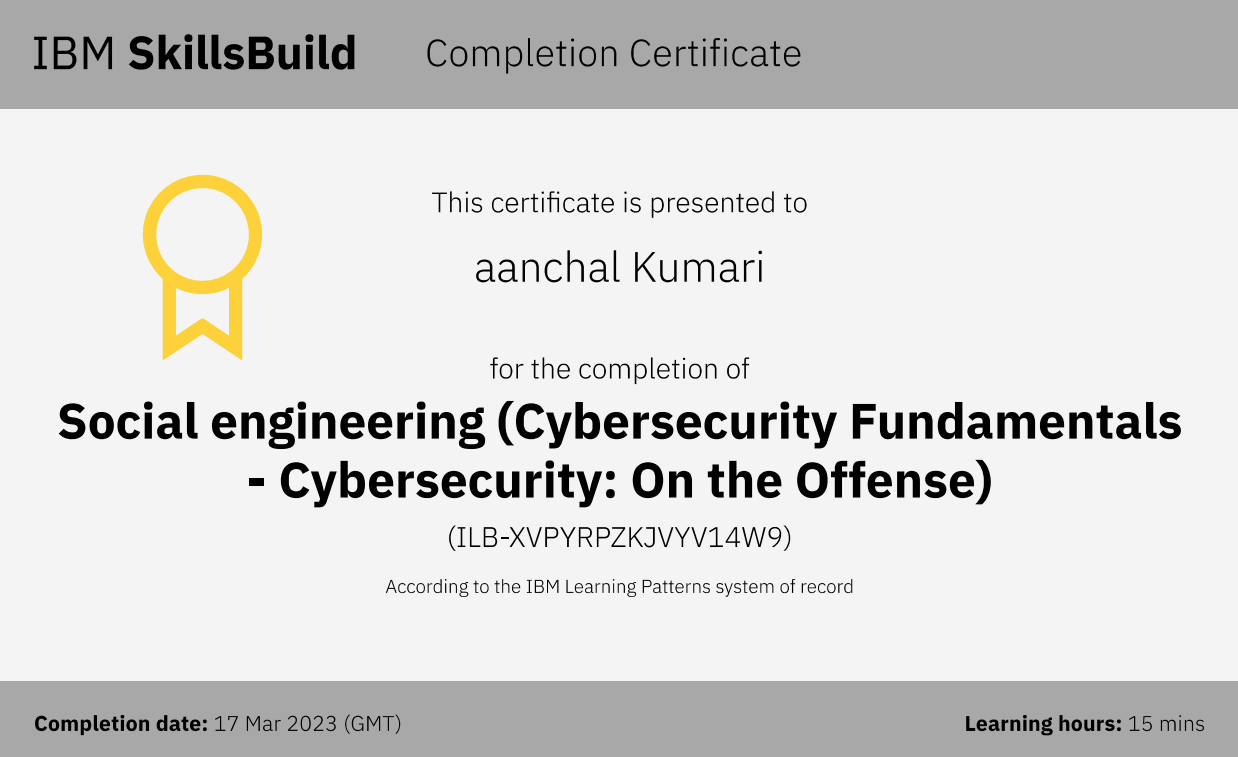 IBM SkillsBuild Completion Certificate
This certificate is presented to
aanchal Kumari
for the completion of
Social engineering (Cybersecurity Fundamentals
- Cybersecurity: On the Offense)
(ILB-XVPYRPZKJVYV14W9)
According to the IBM Learning Patterns system of record
Completion date: 17 Mar 2023 (GMT) Learning hours: 15 mins